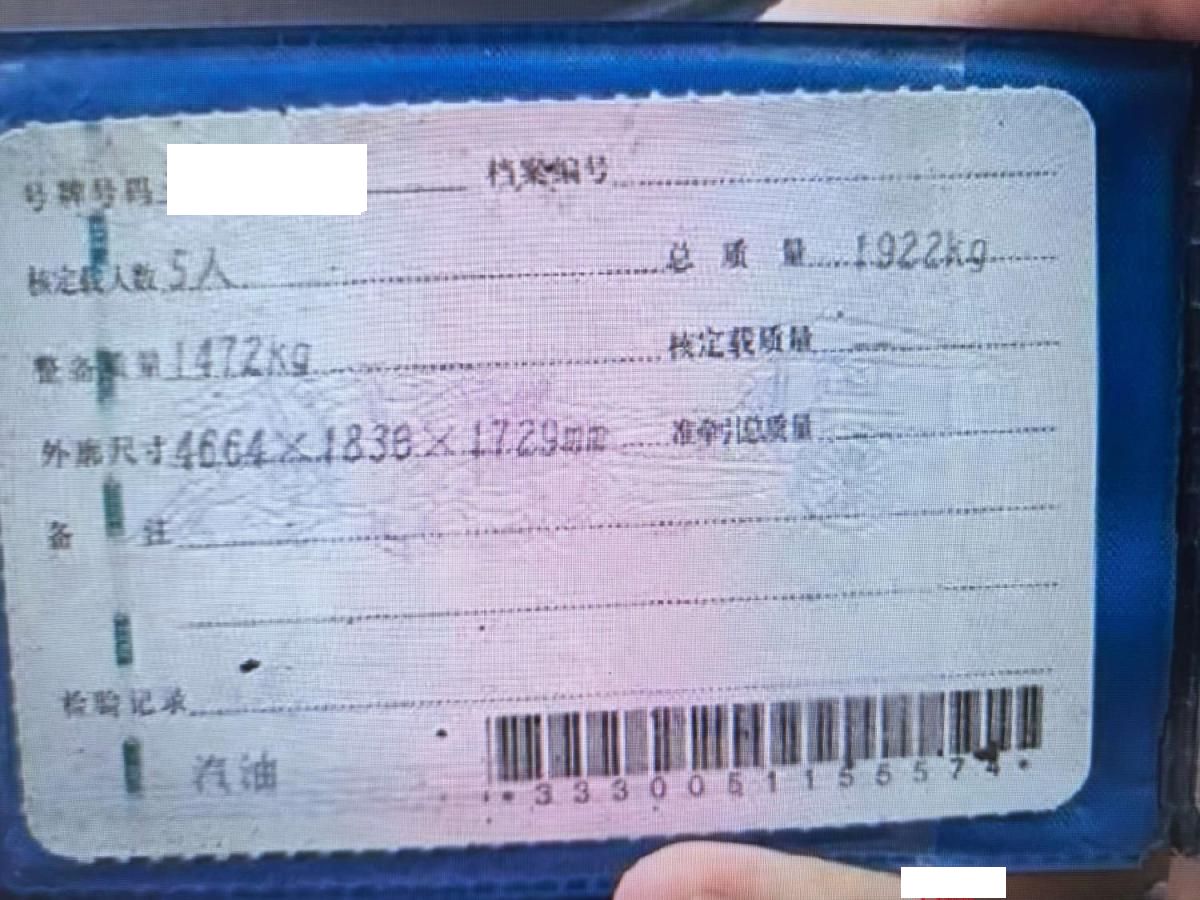 号牌号码 档案编号
核定载人数 5人 总质量 1922kg
整备质量 1472kg 核定载质量
外廓尺寸 4664×1838×1729mm 准牵引总质量
备注
检验记录
汽油
*3330051155574*